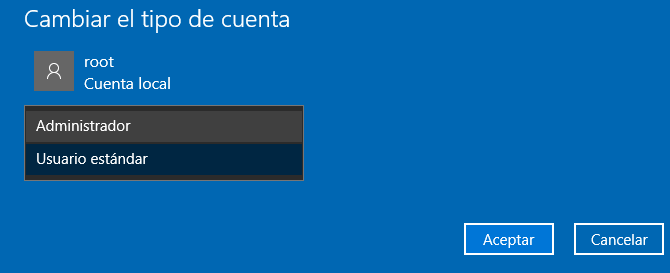 Cambiar el tipo de cuenta
root
Cuenta local
Administrador
Usuario estándar
Aceptar
Cancelar